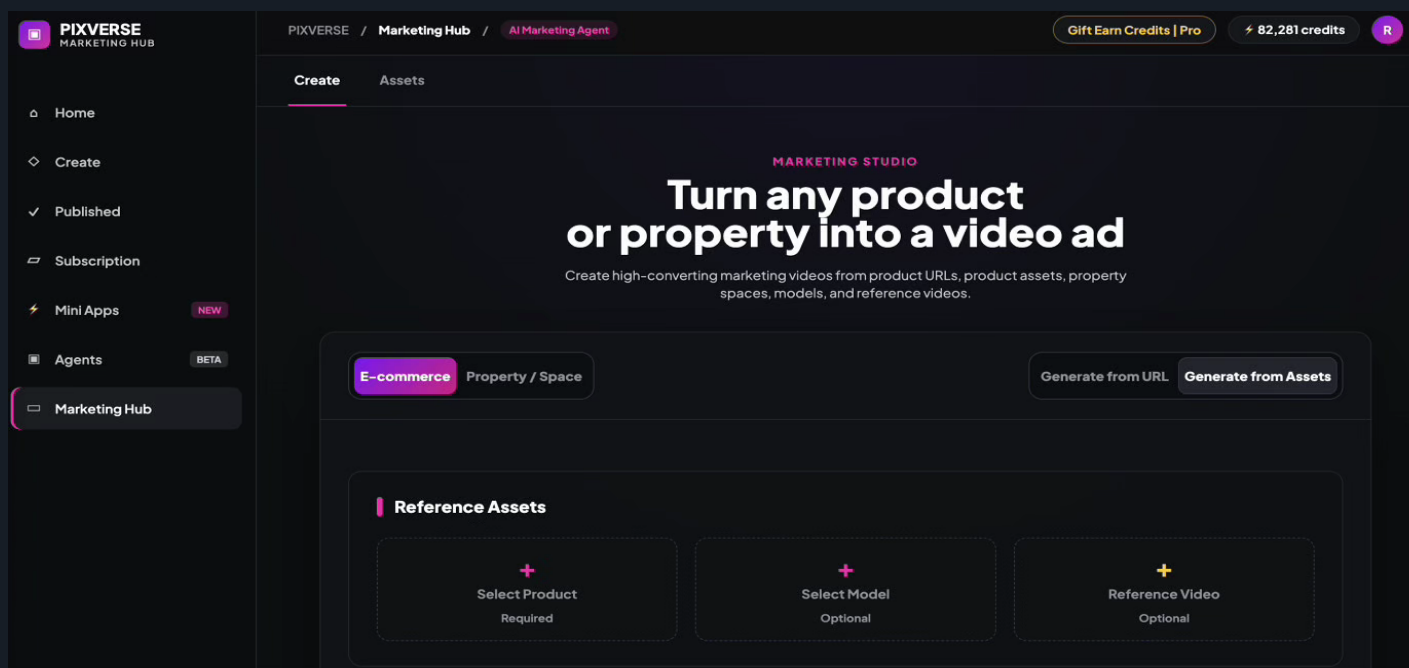 PIXVERSE
MARKETING HUB
PIXVERSE / Marketing Hub / AI Marketing Agent
Gift Earn Credits | Pro
82,281 credits
R
Create
Assets
Home
Create
Published
Subscription
Mini Apps NEW
Agents BETA
Marketing Hub
MARKETING STUDIO
Turn any product
or property into a video ad
Create high-converting marketing videos from product URLs, product assets, property
spaces, models, and reference videos.
E-commerce
Property / Space
Generate from URL
Generate from Assets
Reference Assets
Select Product
Required
Select Model
Optional
Reference Video
Optional